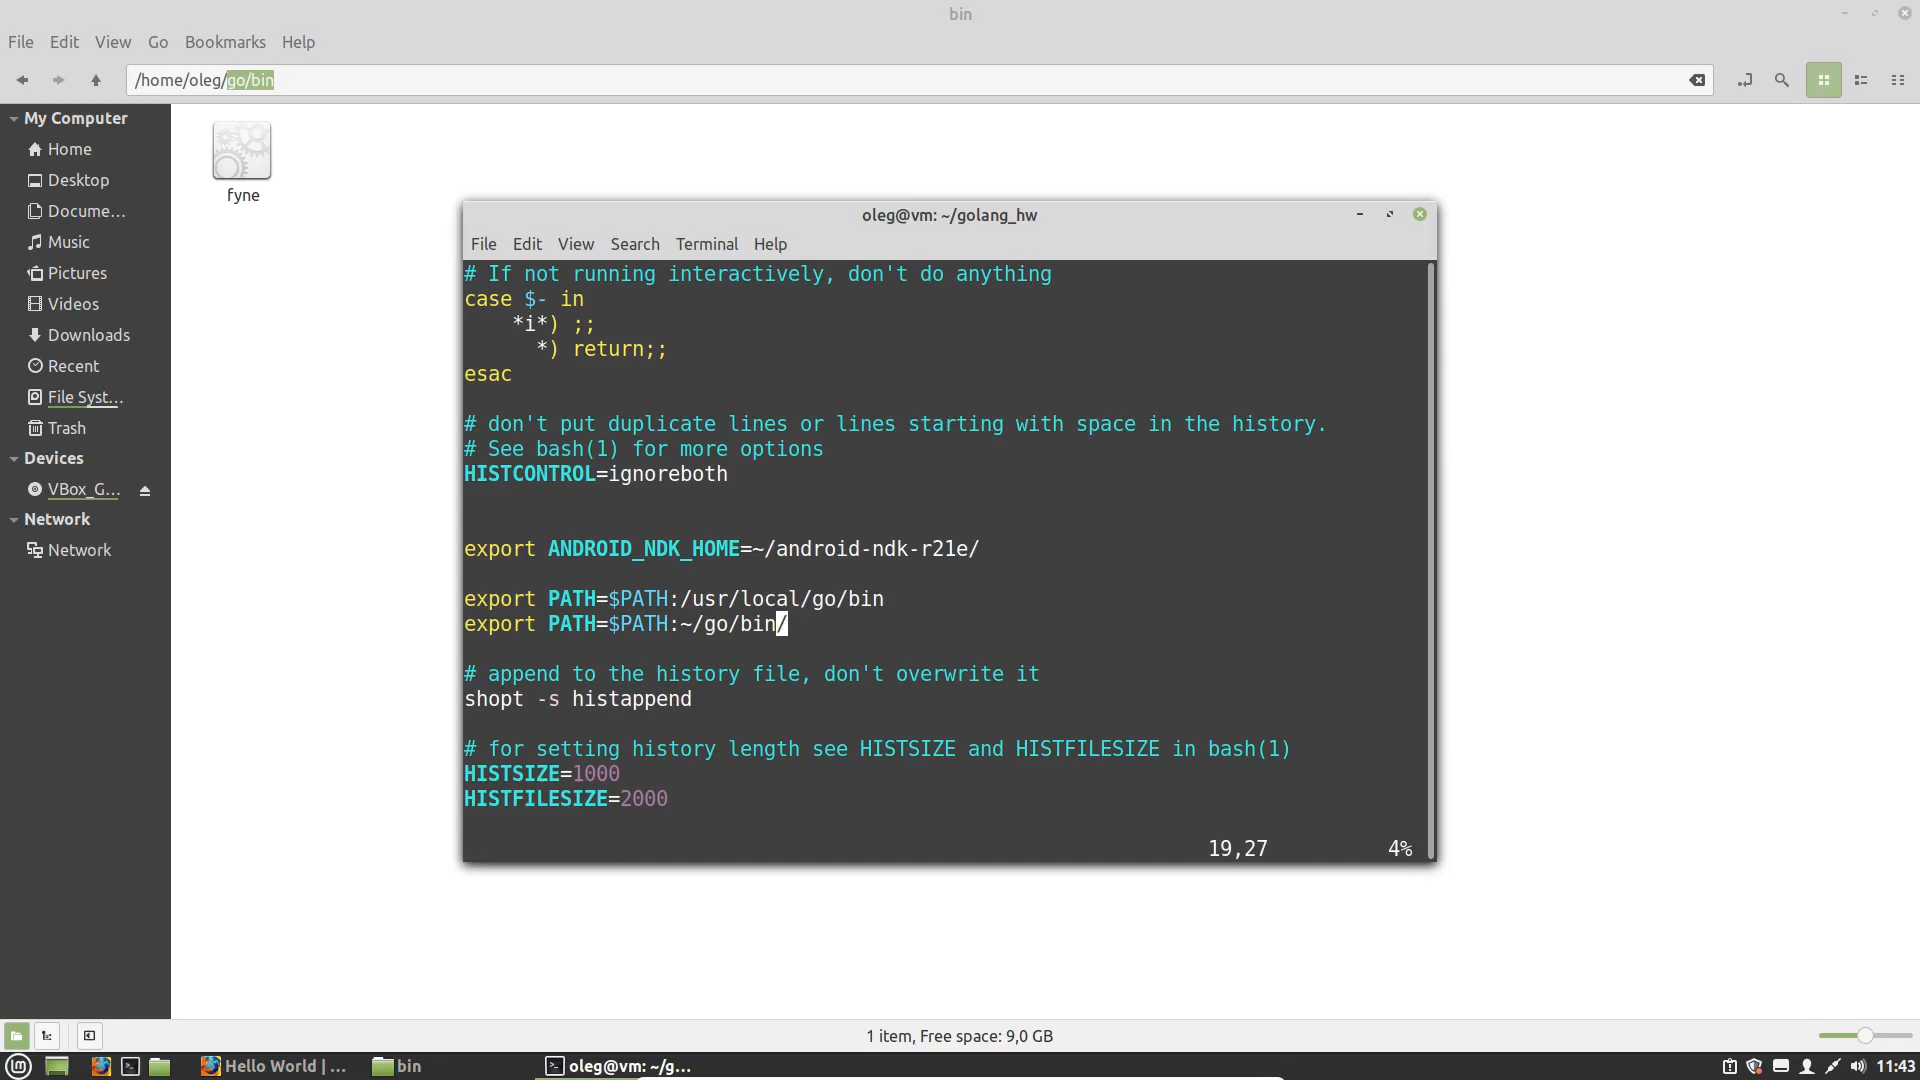 bin
File Edit View Go Bookmarks Help
/home/oleg/go/bin
My Computer
Home
Desktop
Docume...
Music
Pictures
Videos
Downloads
Recent
File Syst...
Trash
Devices
VBox_G...
Network
Network
fyne
oleg@vm: ~/golang_hw
File Edit View Search Terminal Help
# If not running interactively, don't do anything
case $- in
    *i*) ;;
      *) return;;
esac
# don't put duplicate lines or lines starting with space in the history.
# See bash(1) for more options
HISTCONTROL=ignoreboth
export ANDROID_NDK_HOME=~/android-ndk-r21e/
export PATH=$PATH:/usr/local/go/bin
export PATH=$PATH:~/go/bin/
# append to the history file, don't overwrite it
shopt -s histappend
# for setting history length see HISTSIZE and HISTFILESIZE in bash(1)
HISTSIZE=1000
HISTFILESIZE=2000
19,27 4%
1 item, Free space: 9,0 GB
Hello World | ... bin oleg@vm: ~/g... 11:43